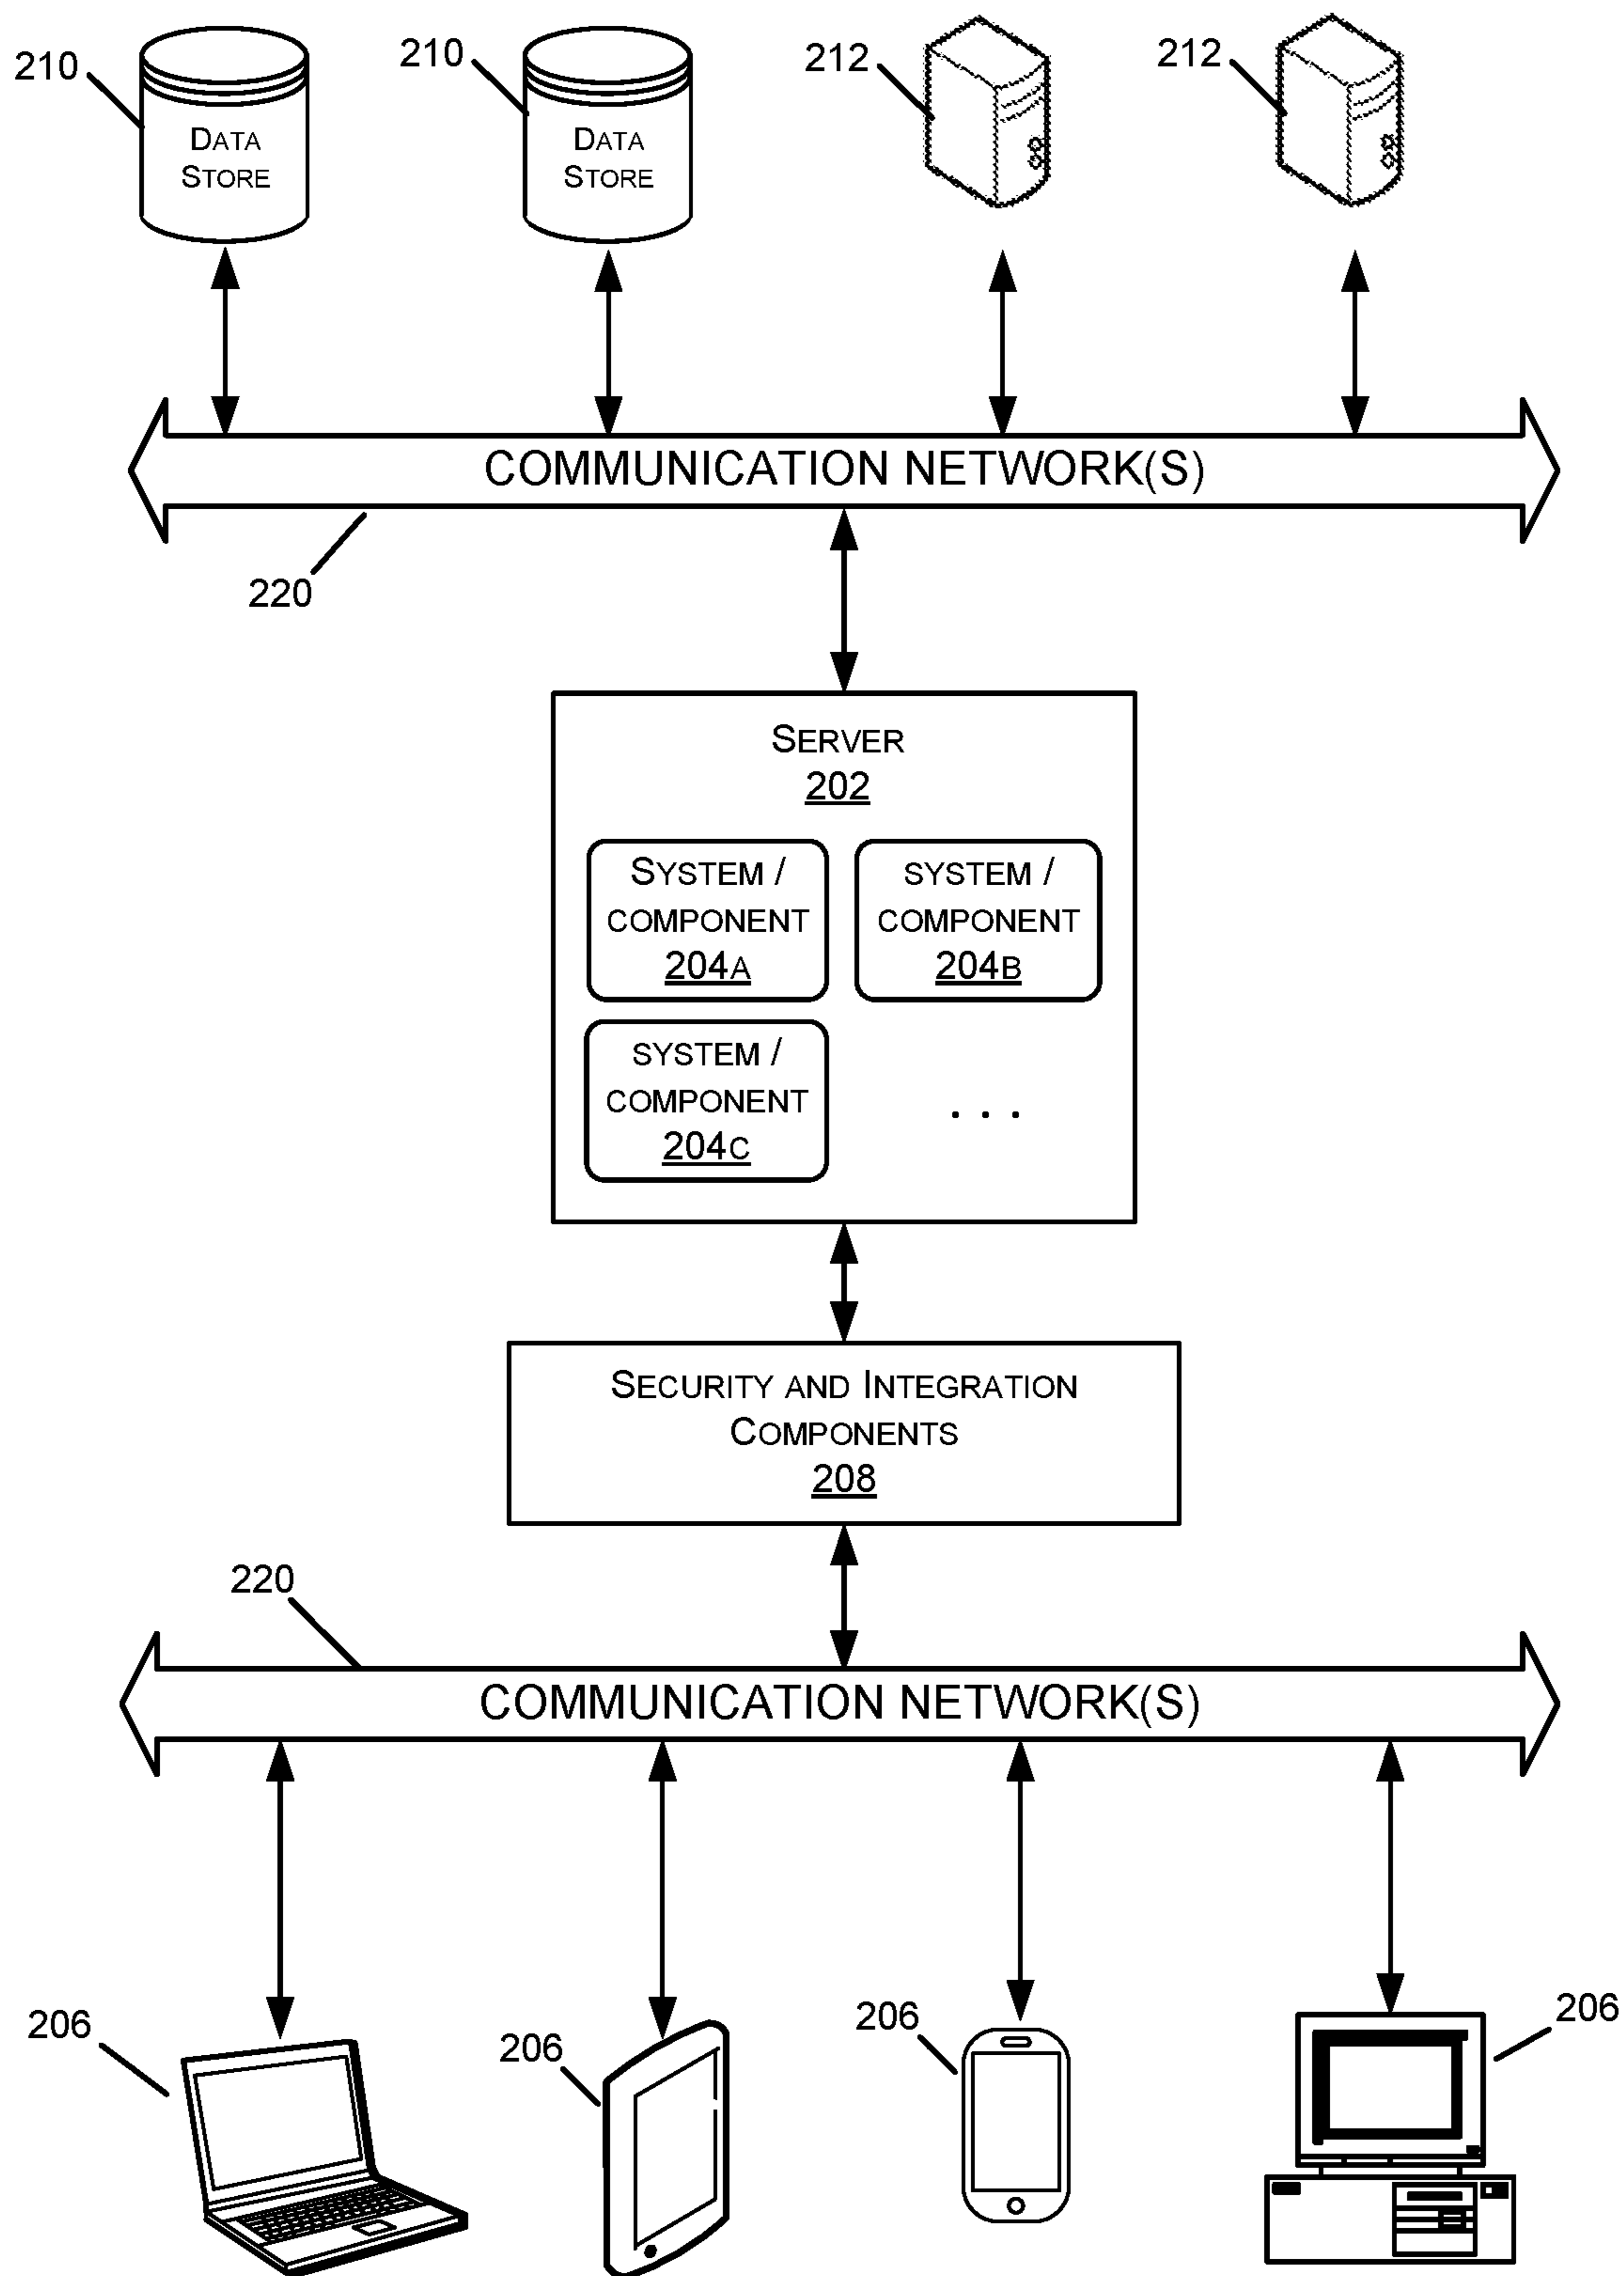 210
210
212
212
DATA
STORE
DATA
STORE
COMMUNICATION NETWORK(S)
220
SERVER
202
SYSTEM /
COMPONENT
204A
SYSTEM /
COMPONENT
204B
SYSTEM /
COMPONENT
204C
. . .
SECURITY AND INTEGRATION
COMPONENTS
208
220
COMMUNICATION NETWORK(S)
206
206
206
206